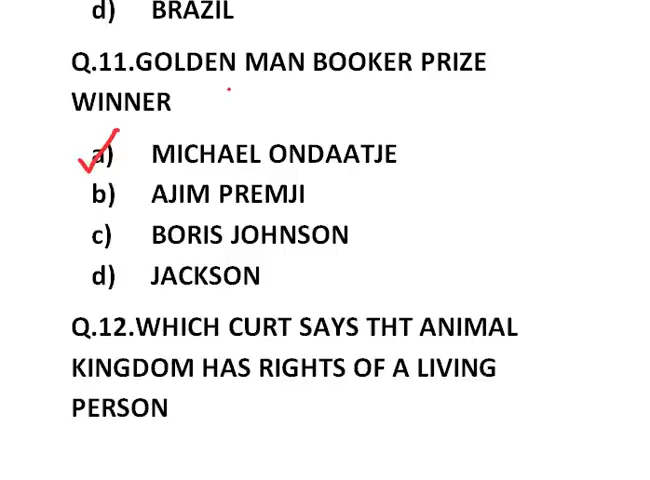 d) BRAZIL
Q.11.GOLDEN MAN BOOKER PRIZE
WINNER
a) MICHAEL ONDAATJE
b) AJIM PREMJI
c) BORIS JOHNSON
d) JACKSON
Q.12.WHICH CURT SAYS THT ANIMAL
KINGDOM HAS RIGHTS OF A LIVING
PERSON